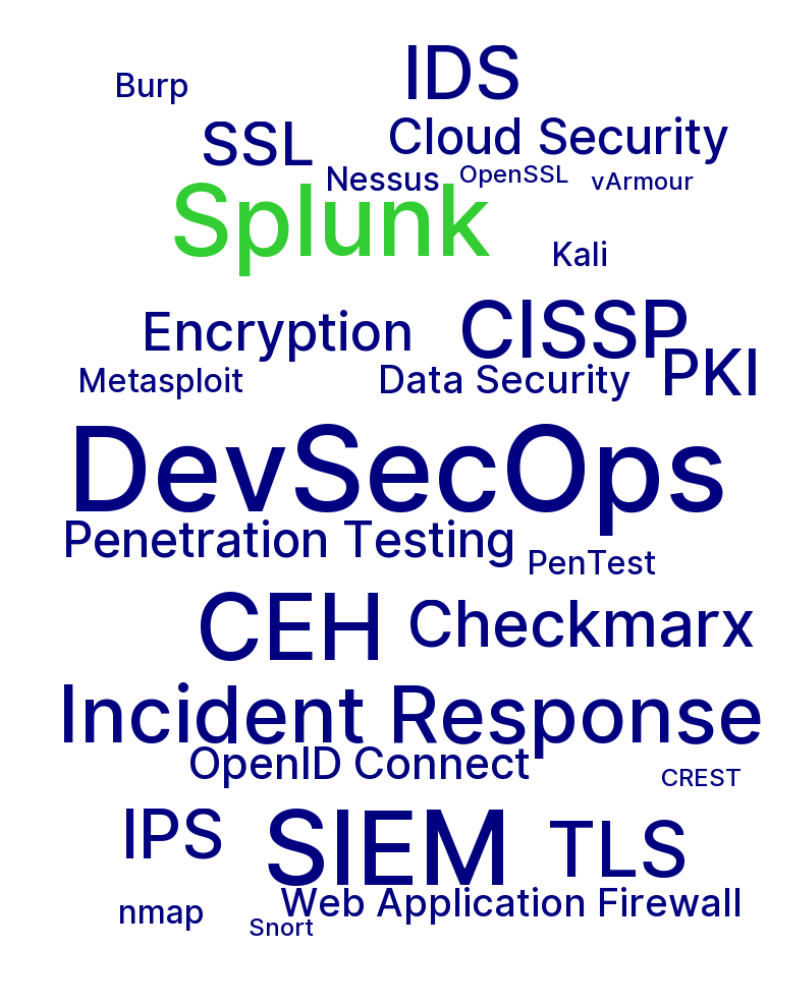 IDS
Burp
SSL
Cloud Security
Nessus
OpenSSL
vArmour
Splunk
Kali
Encryption
CISSP
Metasploit
Data Security
PKI
DevSecOps
Penetration Testing
PenTest
CEH
Checkmarx
Incident Response
OpenID Connect
CREST
IPS
SIEM
TLS
nmap
Web Application Firewall
Snort